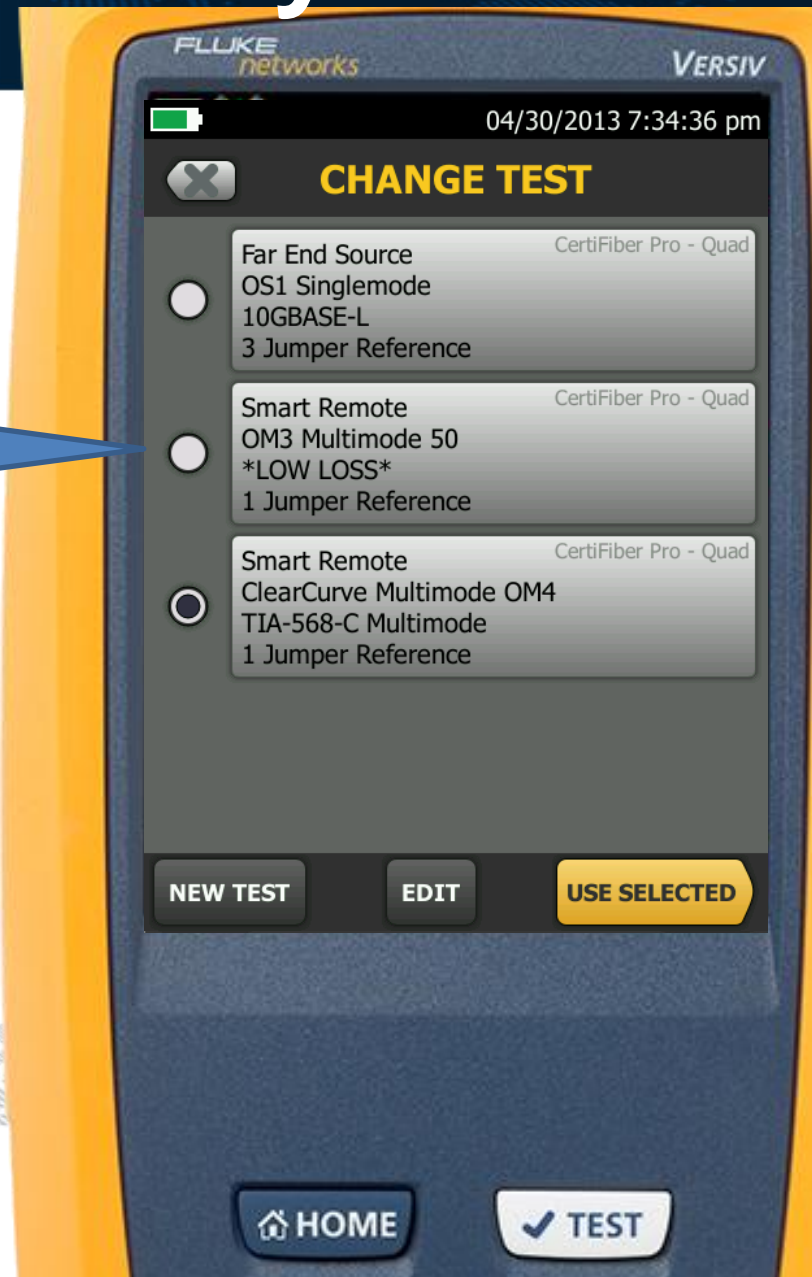 FLUKE
networks
VERSIV
04/30/2013 7:34:36 pm
CHANGE TEST
Far End Source
CertiFiber Pro - Quad
OS1 Singlemode
10GBASE-L
3 Jumper Reference
Smart Remote
CertiFiber Pro - Quad
OM3 Multimode 50
*LOW LOSS*
1 Jumper Reference
Smart Remote
CertiFiber Pro - Quad
ClearCurve Multimode OM4
TIA-568-C Multimode
1 Jumper Reference
NEW TEST
EDIT
USE SELECTED
HOME
TEST